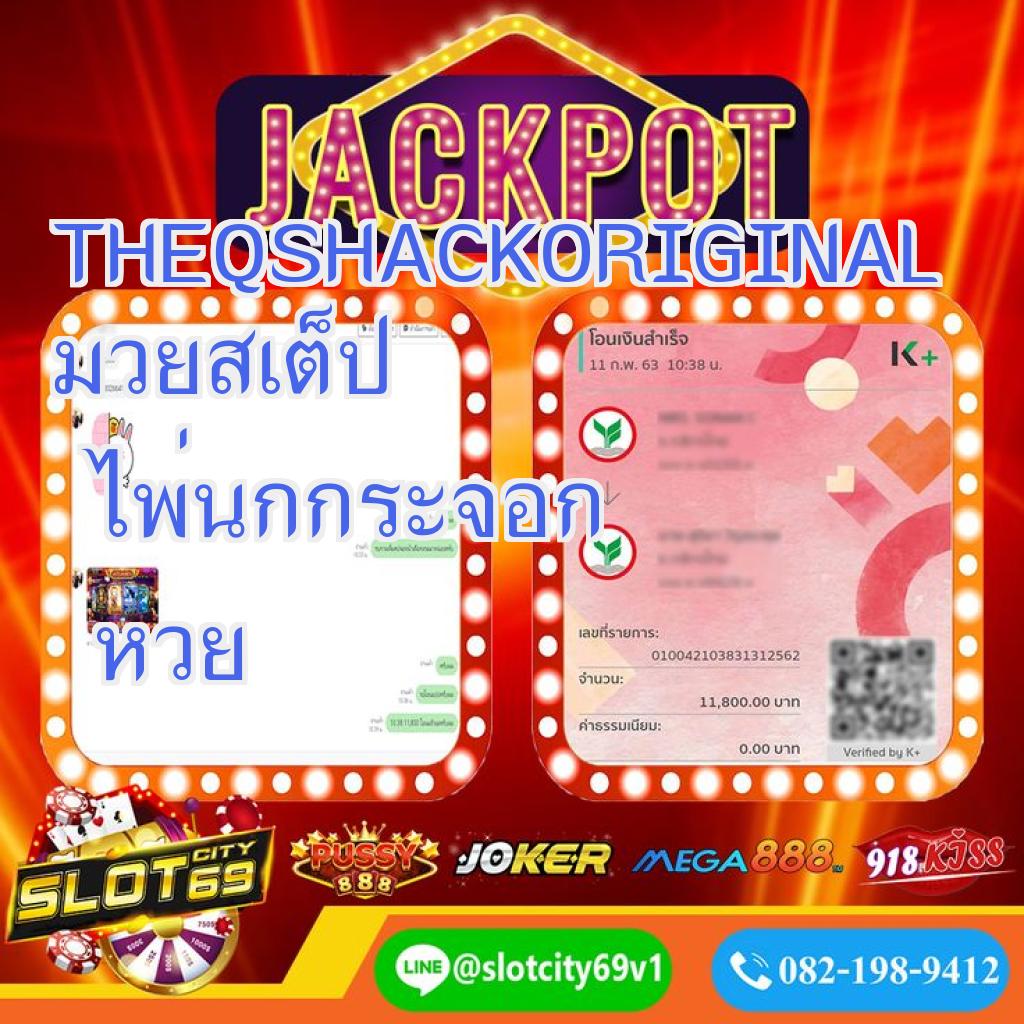 JACKPOT
THEQSHACKORIGINAL
มวยสเต็ป
ไพ่นกกระจอก
หวย
โอนเงินสำเร็จ
11 ก.พ. 63 10:38 น.
K+
เลขที่รายการ:
010042103831312562
จำนวน:
11,800.00 บาท
ค่าธรรมเนียม:
0.00 บาท
Verified by K+
SLOT CITY 69
PUSSY 888
JOKER
MEGA888
918KISS
LINE @slotcity69v1
082-198-9412